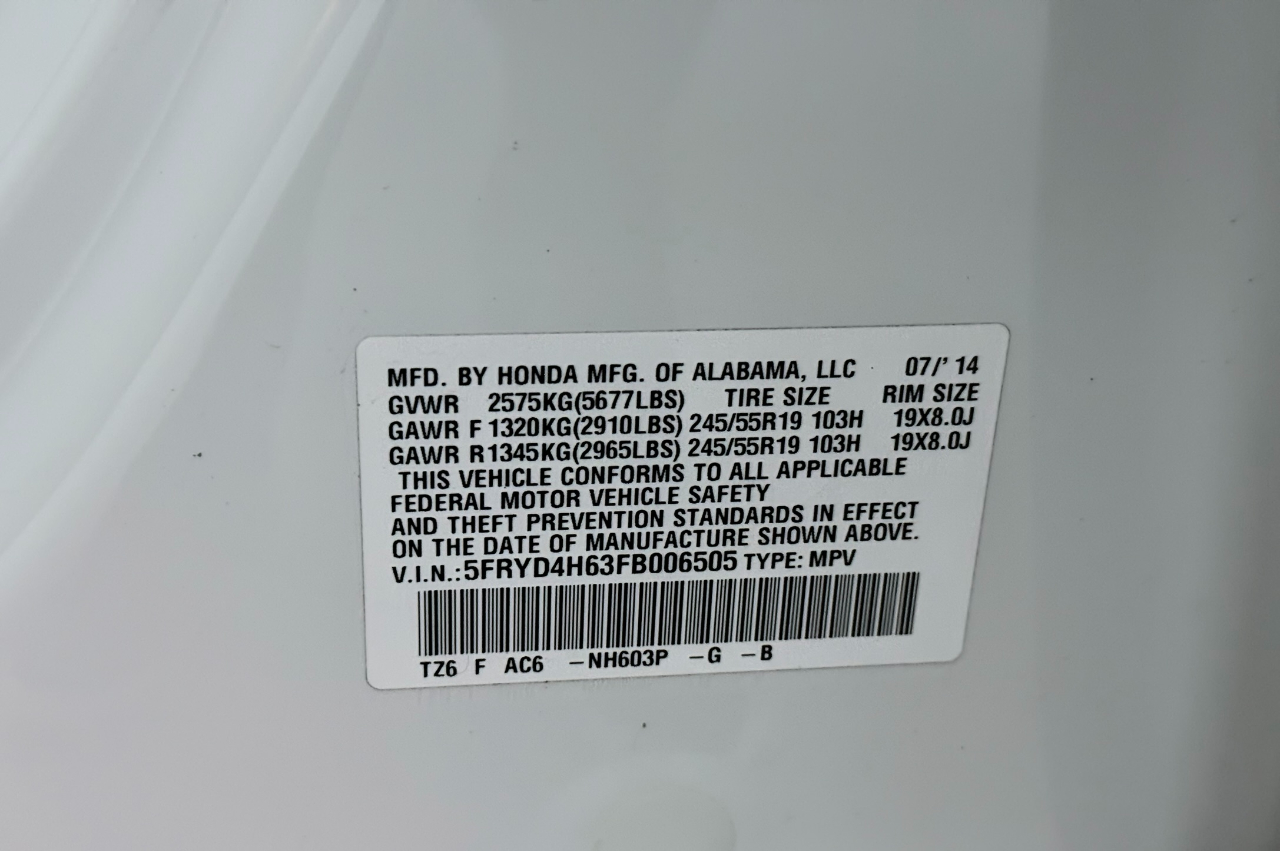 MFD. BY HONDA MFG. OF ALABAMA, LLC 07/' 14
GVWR 2575KG(5677LBS) TIRE SIZE RIM SIZE
GAWR F 1320KG(2910LBS) 245/55R19 103H 19X8.0J
GAWR R1345KG(2965LBS) 245/55R19 103H 19X8.0J
THIS VEHICLE CONFORMS TO ALL APPLICABLE
FEDERAL MOTOR VEHICLE SAFETY
AND THEFT PREVENTION STANDARDS IN EFFECT
ON THE DATE OF MANUFACTURE SHOWN ABOVE.
V.I.N.: 5FRYD4H63FB006505 TYPE: MPV
TZ6 F AC6 –NH603P –G –B